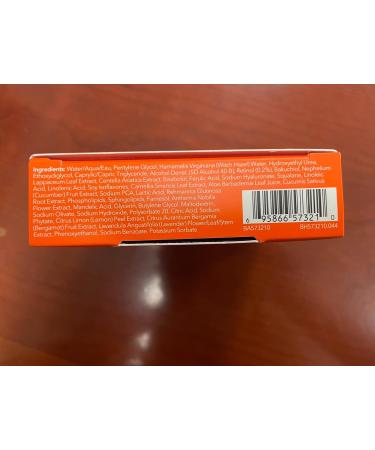 Ingredients: Water/Aqua/Eau, Pentylene Glycol, Hamamelis Virginiana (Witch Hazel) Water, Hydroxyethyl Urea,
Ethoxydiglycol, Caprylic/Capric Triglyceride, Alcohol Denat. (SD Alcohol 40-B), Retinol (0.2%), Bakuchiol, Nephelium
Lappaceum Leaf Extract, Centella Asiatica Extract, Bisabolol, Ferulic Acid, Sodium Hyaluronate, Squalane, Linoleic
Acid, Linolenic Acid, Soy Isoflavones, Camellia Sinensis Leaf Extract, Aloe Barbadensis Leaf Juice, Cucumis Sativus
(Cucumber) Fruit Extract, Sodium PCA, Lactic Acid, Rehmannia Glutinosa
Root Extract, Phospholipids, Sphingolipids, Farnesol, Anthemis Nobilis
Flower Extract, Mandelic Acid, Glycerin, Butylene Glycol, Maltodextrin,
Sodium Oleate, Sodium Hydroxide, Polysorbate 20, Citric Acid, Sodium
Phytate, Citrus Limon (Lemon) Peel Extract, Citrus Aurantium Bergamia
(Bergamot) Fruit Extract, Lavandula Angustifolia (Lavender) Flower/Leaf/Stem
Extract, Phenoxyethanol, Sodium Benzoate, Potassium Sorbate
6 95866 57321 0
BA573210 BH573210.044